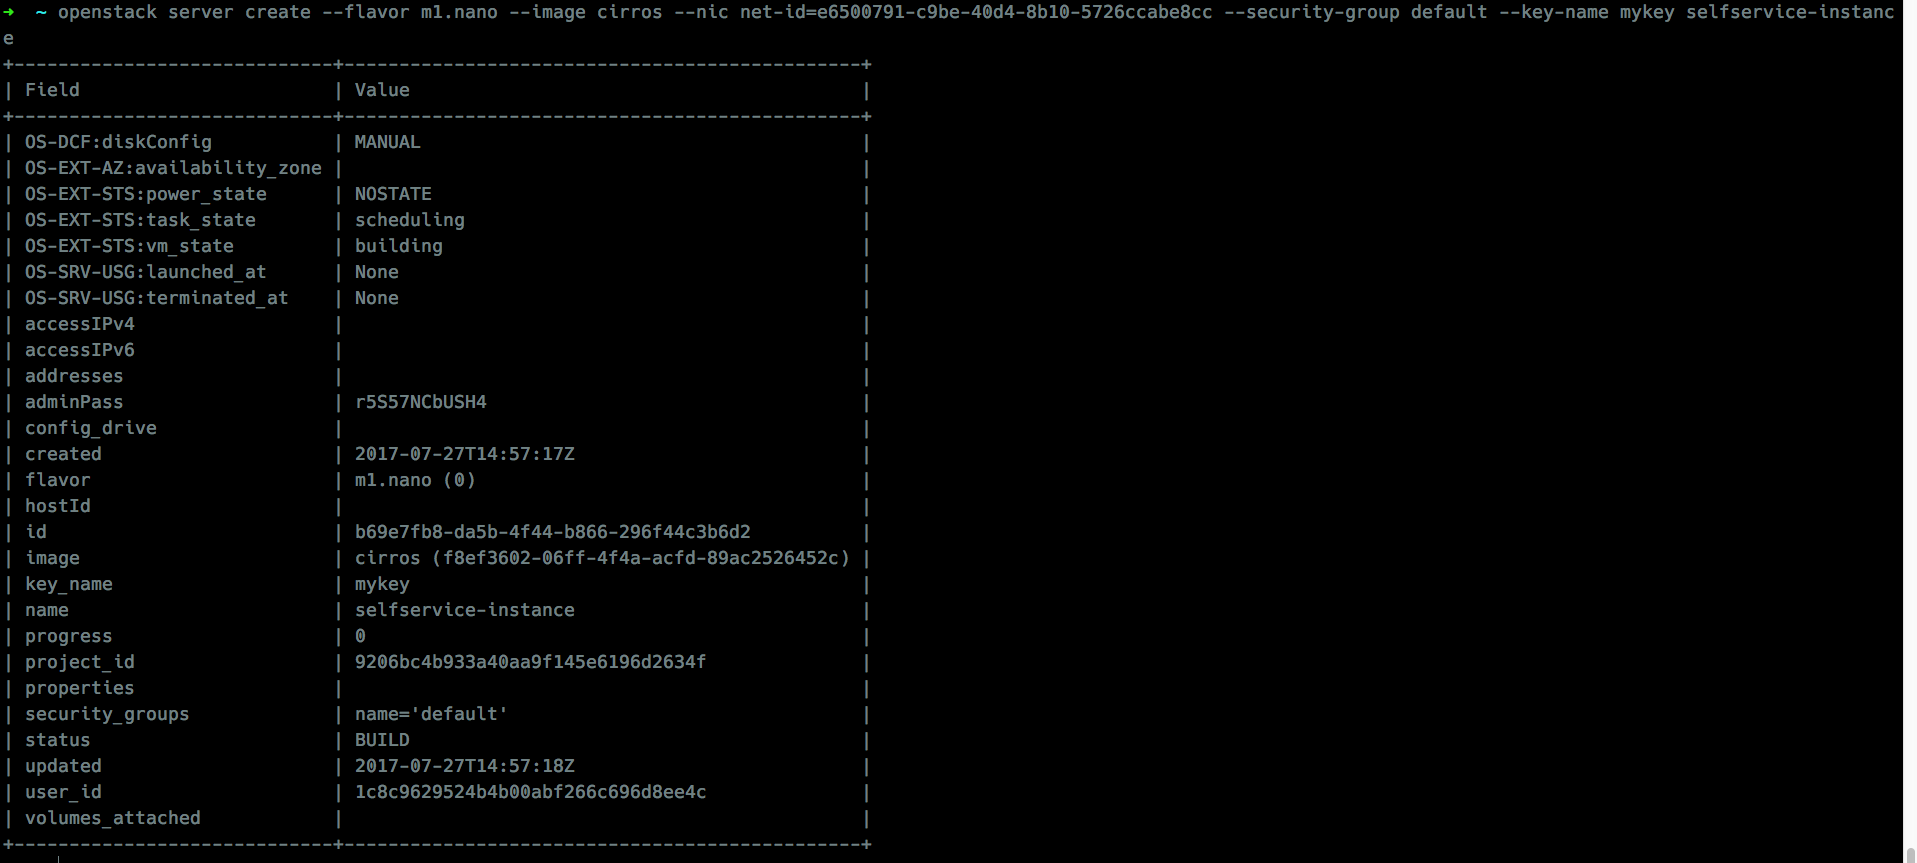 ➜  ~ openstack server create --flavor m1.nano --image cirros --nic net-id=e6500791-c9be-40d4-8b10-5726ccabe8cc --security-group default --key-name mykey selfservice-instanc
e
+-----------------------------+-----------------------------------------------+
| Field                       | Value                                         |
+-----------------------------+-----------------------------------------------+
| OS-DCF:diskConfig           | MANUAL                                        |
| OS-EXT-AZ:availability_zone |                                               |
| OS-EXT-STS:power_state      | NOSTATE                                       |
| OS-EXT-STS:task_state       | scheduling                                    |
| OS-EXT-STS:vm_state         | building                                      |
| OS-SRV-USG:launched_at      | None                                          |
| OS-SRV-USG:terminated_at    | None                                          |
| accessIPv4                  |                                               |
| accessIPv6                  |                                               |
| addresses                   |                                               |
| adminPass                   | r5S57NCbUSH4                                  |
| config_drive                |                                               |
| created                     | 2017-07-27T14:57:17Z                          |
| flavor                      | m1.nano (0)                                   |
| hostId                      |                                               |
| id                          | b69e7fb8-da5b-4f44-b866-296f44c3b6d2          |
| image                       | cirros (f8ef3602-06ff-4f4a-acfd-89ac2526452c) |
| key_name                    | mykey                                         |
| name                        | selfservice-instance                          |
| progress                    | 0                                             |
| project_id                  | 9206bc4b933a40aa9f145e6196d2634f              |
| properties                  |                                               |
| security_groups             | name='default'                                |
| status                      | BUILD                                         |
| updated                     | 2017-07-27T14:57:18Z                          |
| user_id                     | 1c8c9629524b4b00abf266c696d8ee4c              |
| volumes_attached            |                                               |
+-----------------------------+-----------------------------------------------+